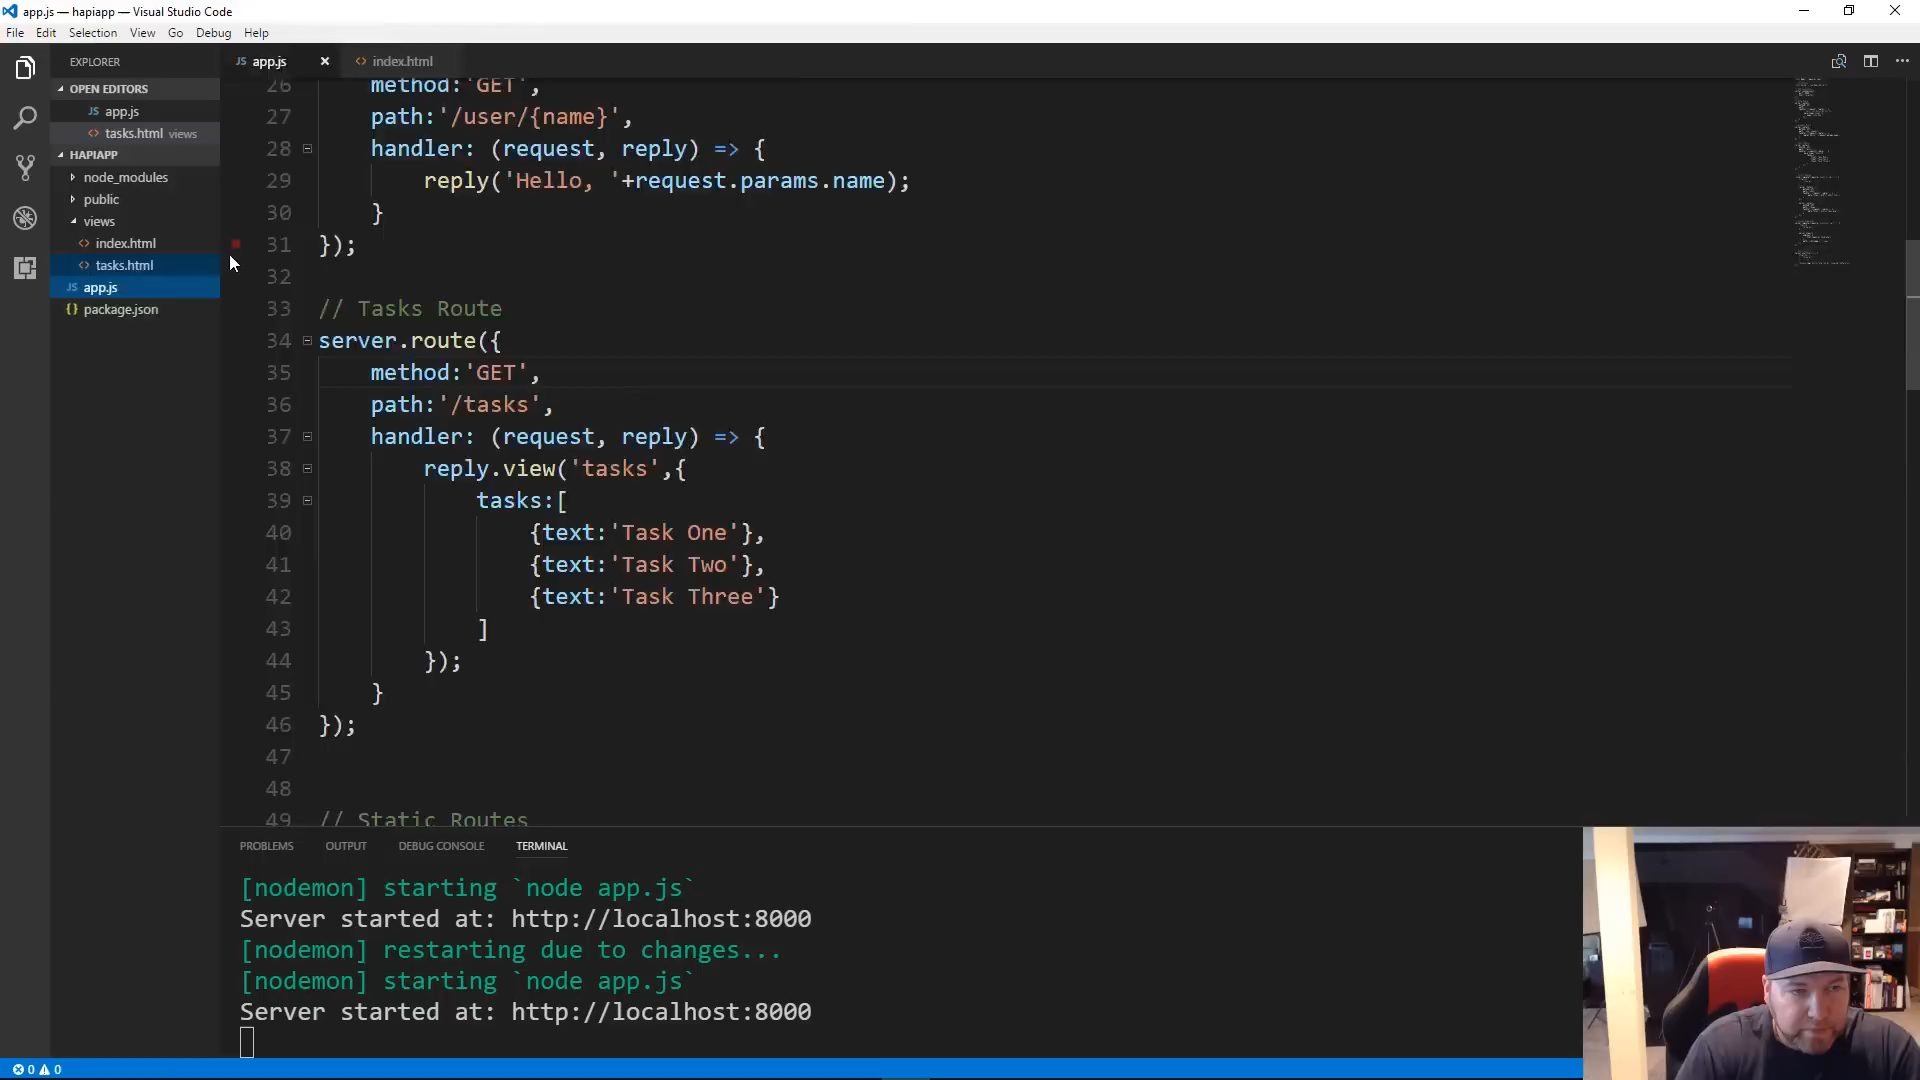 app.js — hapiapp — Visual Studio Code
File Edit Selection View Go Debug Help
EXPLORER
OPEN EDITORS
JS app.js
<> tasks.html views
HAPIAPP
node_modules
public
views
<> index.html
<> tasks.html
JS app.js
{} package.json
JS app.js
<> index.html
26 method:'GET',
27 path:'/user/{name}',
28 handler: (request, reply) => {
29 reply('Hello, '+request.params.name);
30 }
31 });
32
33 // Tasks Route
34 server.route({
35 method:'GET',
36 path:'/tasks',
37 handler: (request, reply) => {
38 reply.view('tasks',{
39 tasks:[
40 {text:'Task One'},
41 {text:'Task Two'},
42 {text:'Task Three'}
43 ]
44 });
45 }
46 });
47
48
49 // Static Routes
PROBLEMS OUTPUT DEBUG CONSOLE TERMINAL
[nodemon] starting `node app.js`
Server started at: http://localhost:8000
[nodemon] restarting due to changes...
[nodemon] starting `node app.js`
Server started at: http://localhost:8000
0 0